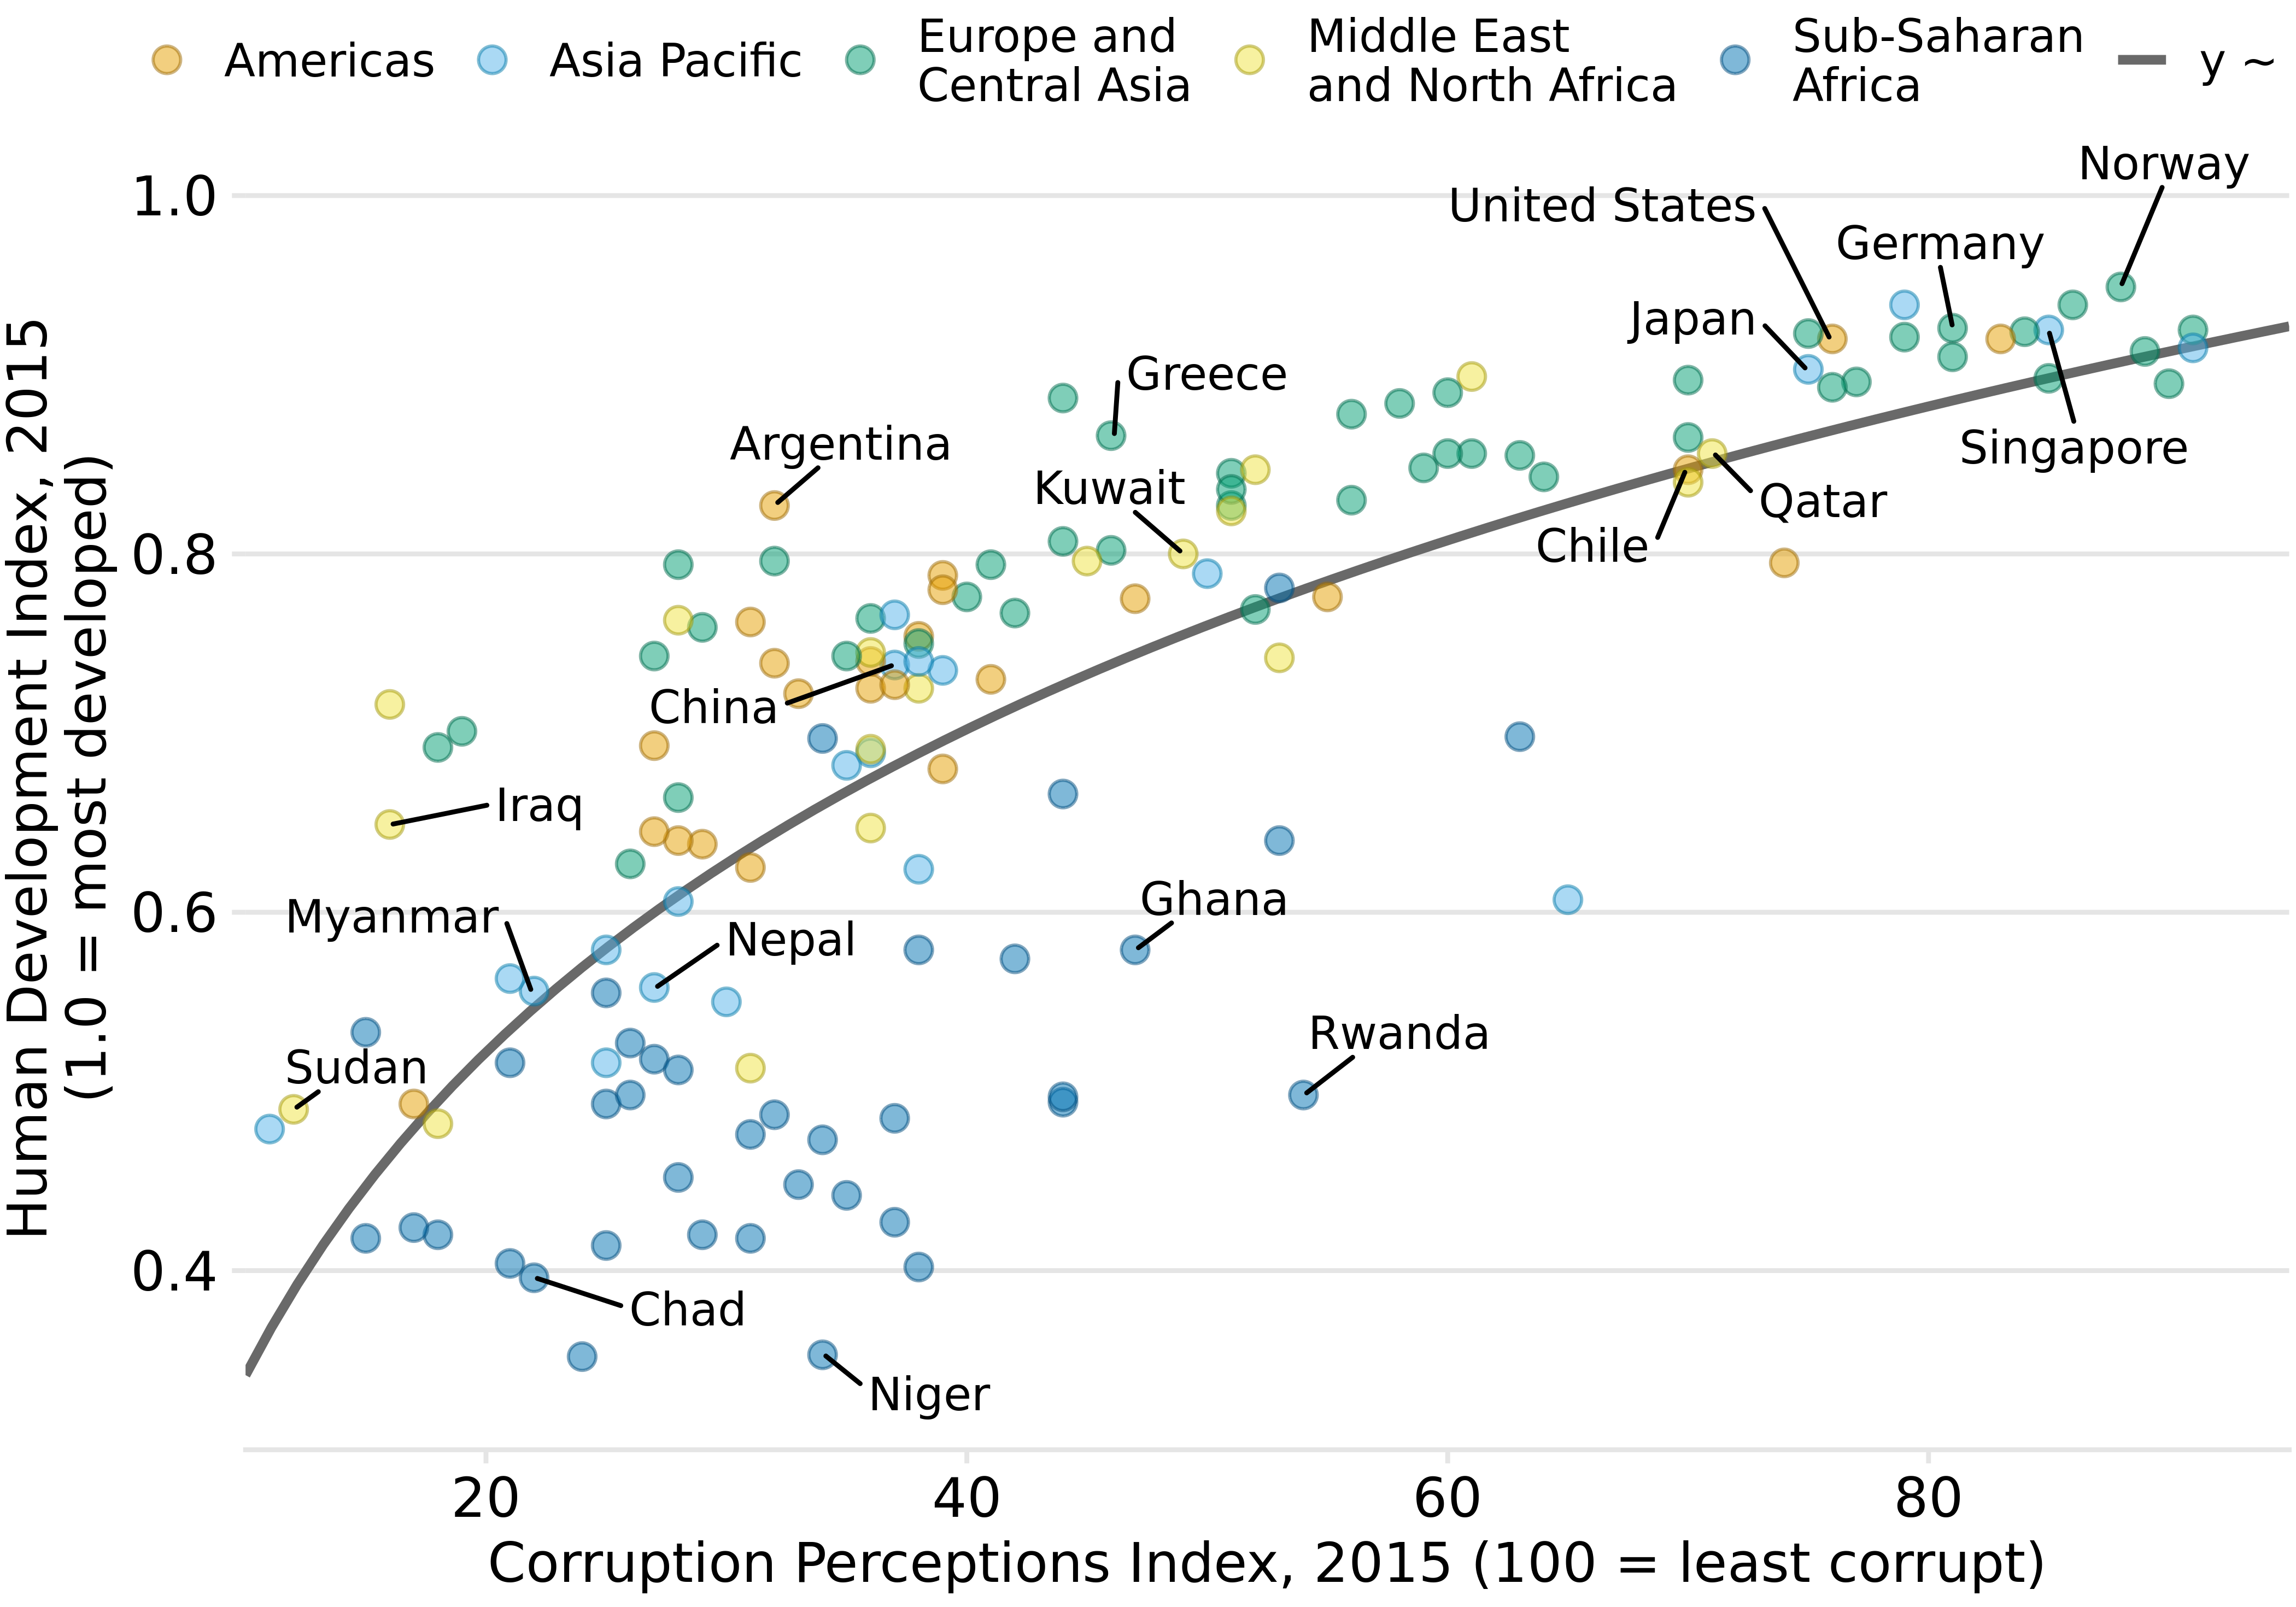 Americas
Asia Pacific
Europe and
Central Asia
Middle East
and North Africa
Sub-Saharan
Africa
y ~
Norway
1.0
United States
Germany
Japan
Greece
Argentina
Singapore
Kuwait
Qatar
Chile
0.8
China
Iraq
0.6
Ghana
Myanmar
Nepal
Rwanda
Sudan
0.4
Chad
Niger
Human Development Index, 2015
(1.0 = most developed)
20
40
60
80
Corruption Perceptions Index, 2015 (100 = least corrupt)